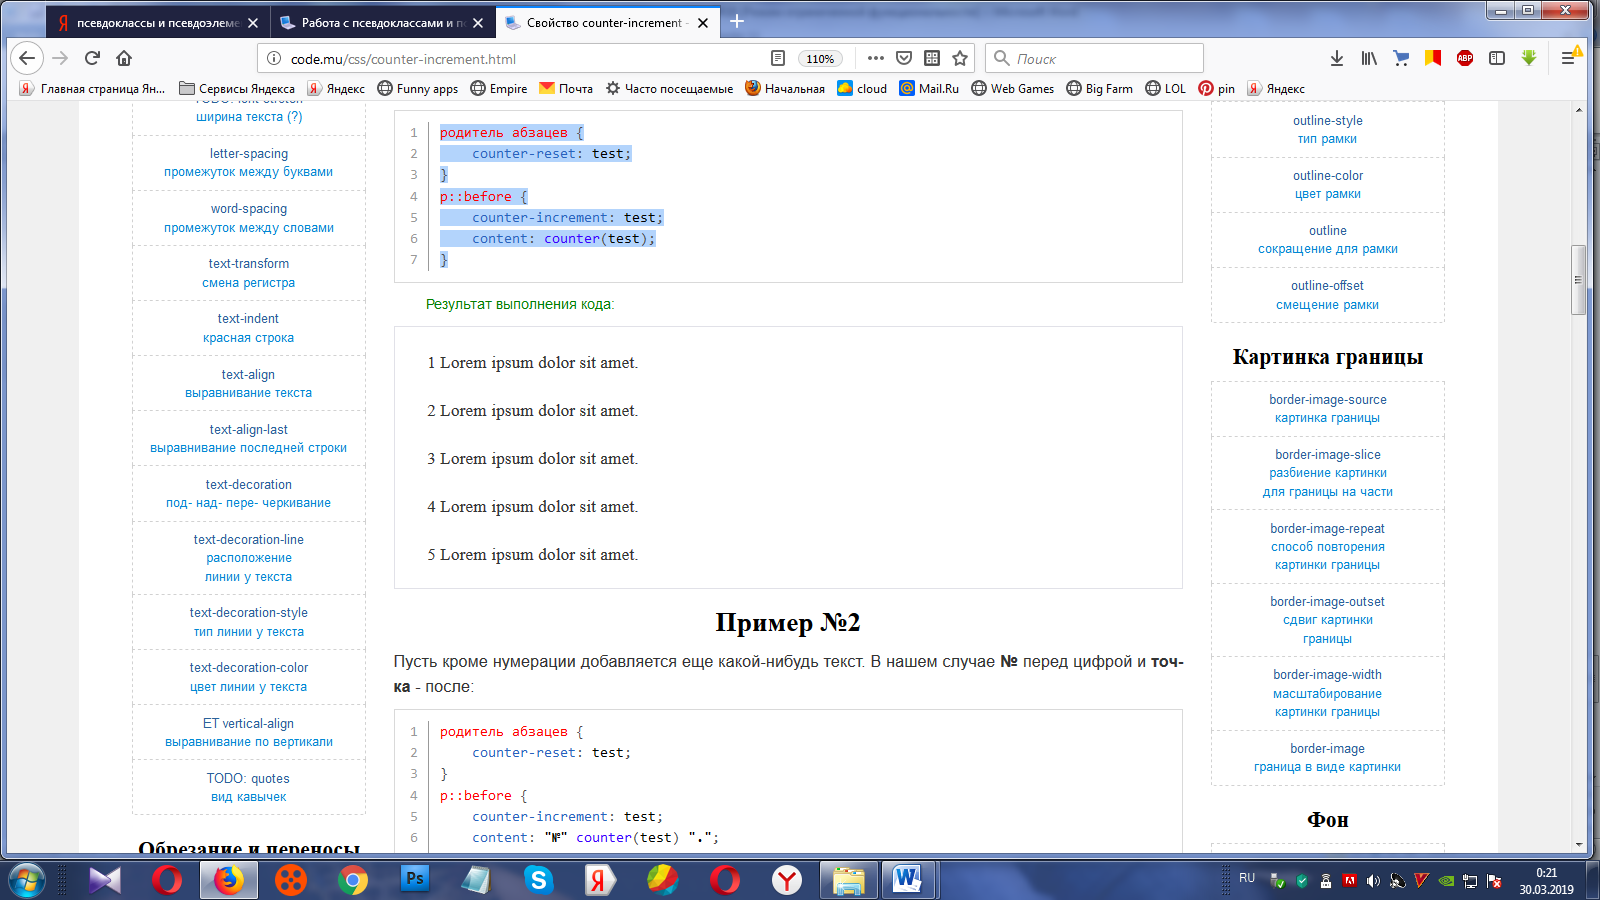 псевдоклассы и псевдоэлеме
Работа с псевдоклассами и по
Свойство counter-increment -
code.mu/css/counter-increment.html
110%
Поиск
Главная страница Ян...
Сервисы Яндекса
Яндекс
Funny apps
Empire
Почта
Часто посещаемые
Начальная
cloud
Mail.Ru
Web Games
Big Farm
LOL
pin
Яндекс
TODO: font-stretch
ширина текста (?)
letter-spacing
промежуток между буквами
word-spacing
промежуток между словами
text-transform
смена регистра
text-indent
красная строка
text-align
выравнивание текста
text-align-last
выравнивание последней строки
text-decoration
под- над- пере- черкивание
text-decoration-line
расположение
линии у текста
text-decoration-style
тип линии у текста
text-decoration-color
цвет линии у текста
ET vertical-align
выравнивание по вертикали
TODO: quotes
вид кавычек
Обрезание и переносы
1 родитель абзацев {
2 counter-reset: test;
3 }
4 p::before {
5 counter-increment: test;
6 content: counter(test);
7 }
Результат выполнения кода:
1 Lorem ipsum dolor sit amet.
2 Lorem ipsum dolor sit amet.
3 Lorem ipsum dolor sit amet.
4 Lorem ipsum dolor sit amet.
5 Lorem ipsum dolor sit amet.
Пример №2
Пусть кроме нумерации добавляется еще какой-нибудь текст. В нашем случае № перед цифрой и точ-
ка - после:
1 родитель абзацев {
2 counter-reset: test;
3 }
4 p::before {
5 counter-increment: test;
6 content: "№" counter(test) ".";
outline-style
тип рамки
outline-color
цвет рамки
outline
сокращение для рамки
outline-offset
смещение рамки
Картинка границы
border-image-source
картинка границы
border-image-slice
разбиение картинки
для границы на части
border-image-repeat
способ повторения
картинки границы
border-image-outset
сдвиг картинки
границы
border-image-width
масштабирование
картинки границы
border-image
граница в виде картинки
Фон
RU
0:21
30.03.2019